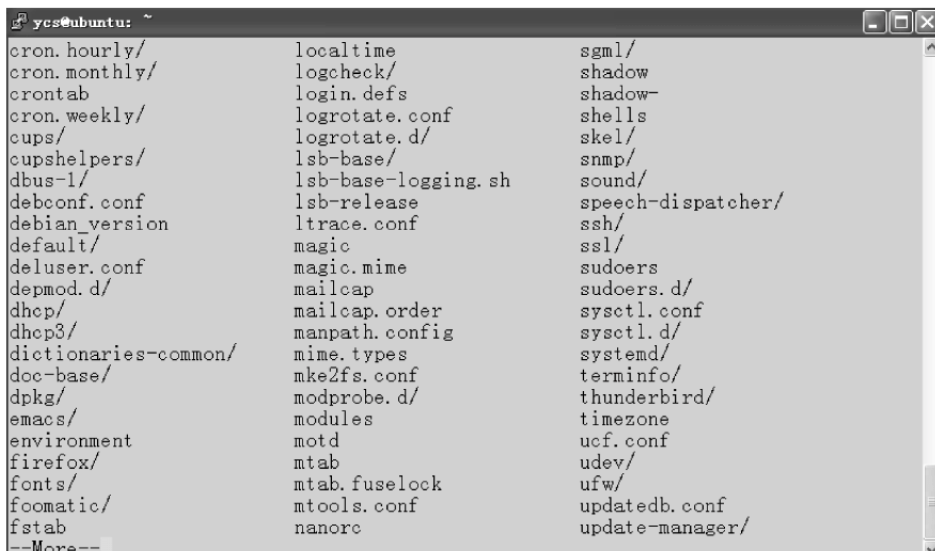 ycs@ubuntu: ~
cron.hourly/ localtime sgml/
cron.monthly/ logcheck/ shadow
crontab login.defs shadow-
cron.weekly/ logrotate.conf shells
cups/ logrotate.d/ skel/
cupshelpers/ lsb-base/ snmp/
dbus-1/ lsb-base-logging.sh sound/
debconf.conf lsb-release speech-dispatcher/
debian_version ltrace.conf ssh/
default/ magic ssl/
deluser.conf magic.mime sudoers
depmod.d/ mailcap sudoers.d/
dhcp/ mailcap.order sysctl.conf
dhcp3/ manpath.config sysctl.d/
dictionaries-common/ mime.types systemd/
doc-base/ mke2fs.conf terminfo/
dpkg/ modprobe.d/ thunderbird/
emacs/ modules timezone
environment motd ucf.conf
firefox/ mtab udev/
fonts/ mtab.fuselock ufw/
foomatic/ mtools.conf updatedb.conf
fstab nanorc update-manager/
--More--